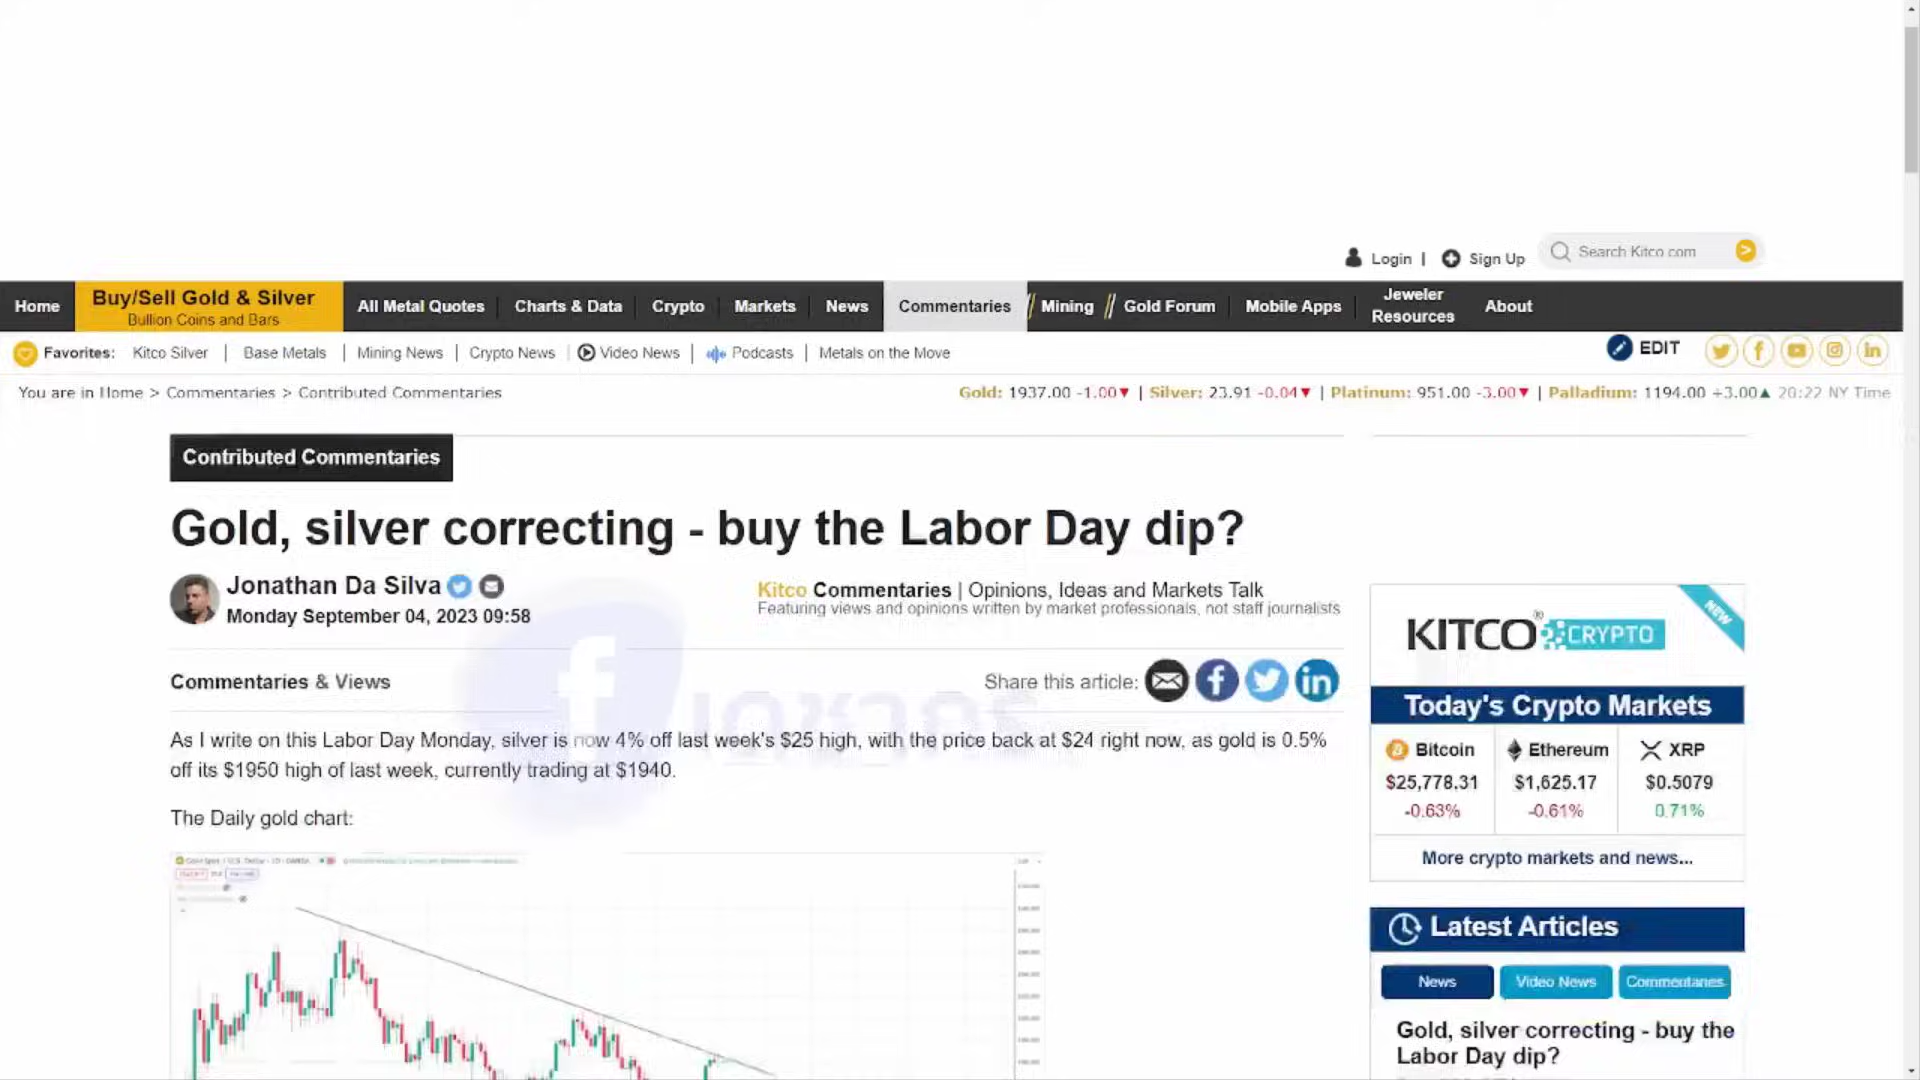 Login | Sign Up Search Kitco.com
Home Buy/Sell Gold & Silver All Metal Quotes Charts & Data Crypto Markets News Commentaries Mining Gold Forum Mobile Apps Jeweler Resources About
Bullion Coins and Bars
Favorites: Kitco Silver | Base Metals | Mining News | Crypto News | Video News | Podcasts | Metals on the Move
EDIT
You are in Home > Commentaries > Contributed Commentaries
Gold: 1937.00 -1.00▼ | Silver: 23.91 -0.04▼ | Platinum: 951.00 -3.00▼ | Palladium: 1194.00 +3.00▲ 20:22 NY Time
Contributed Commentaries
Gold, silver correcting - buy the Labor Day dip?
Jonathan Da Silva
Monday September 04, 2023 09:58
Kitco Commentaries | Opinions, Ideas and Markets Talk
Featuring views and opinions written by market professionals, not staff journalists
Commentaries & Views
Share this article:
As I write on this Labor Day Monday, silver is now 4% off last week's $25 high, with the price back at $24 right now, as gold is 0.5%
off its $1950 high of last week, currently trading at $1940.
The Daily gold chart:
KITCO® CRYPTO
NEW
Today's Crypto Markets
Bitcoin Ethereum XRP
$25,778.31 $1,625.17 $0.5079
-0.63% -0.61% 0.71%
More crypto markets and news...
Latest Articles
News Video News Commentaries
Gold, silver correcting - buy the
Labor Day dip?